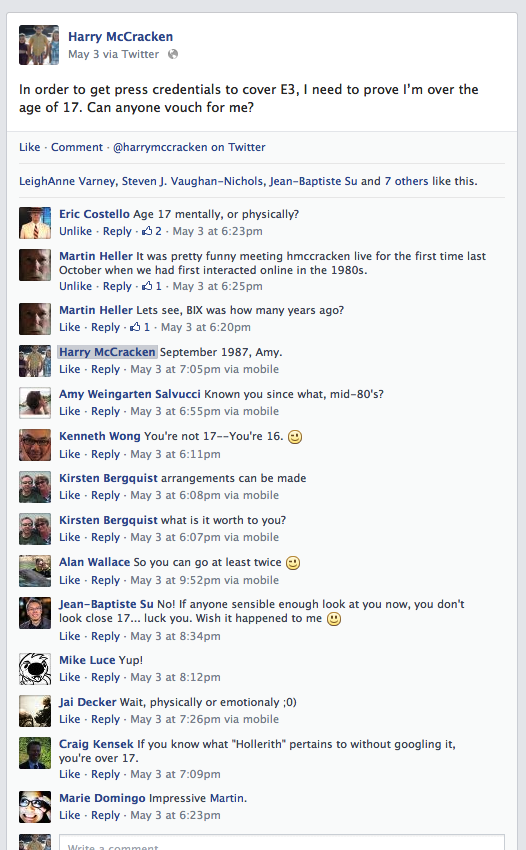 Harry McCracken
May 3 via Twitter
In order to get press credentials to cover E3, I need to prove I’m over the
age of 17. Can anyone vouch for me?
Like · Comment · @harrymccracken on Twitter
LeighAnne Varney, Steven J. Vaughan-Nichols, Jean-Baptiste Su and 7 others like this.
Eric Costello Age 17 mentally, or physically?
Unlike · Reply · 2 · May 3 at 6:23pm
Martin Heller It was pretty funny meeting hmccracken live for the first time last
October when we had first interacted online in the 1980s.
Unlike · Reply · 1 · May 3 at 6:25pm
Martin Heller Lets see, BIX was how many years ago?
Like · Reply · 1 · May 3 at 6:20pm
Harry McCracken September 1987, Amy.
Like · Reply · May 3 at 7:05pm via mobile
Amy Weingarten Salvucci Known you since what, mid-80's?
Like · Reply · May 3 at 6:55pm via mobile
Kenneth Wong You're not 17--You're 16.
Like · Reply · May 3 at 6:11pm
Kirsten Bergquist arrangements can be made
Like · Reply · May 3 at 6:08pm via mobile
Kirsten Bergquist what is it worth to you?
Like · Reply · May 3 at 6:07pm via mobile
Alan Wallace So you can go at least twice
Like · Reply · May 3 at 9:52pm via mobile
Jean-Baptiste Su No! If anyone sensible enough look at you now, you don't
look close 17... luck you. Wish it happened to me
Like · Reply · May 3 at 8:34pm
Mike Luce Yup!
Like · Reply · May 3 at 8:12pm
Jai Decker Wait, physically or emotionaly ;0)
Like · Reply · May 3 at 7:26pm via mobile
Craig Kensek If you know what "Hollerith" pertains to without googling it,
you're over 17.
Like · Reply · May 3 at 7:09pm
Marie Domingo Impressive Martin.
Like · Reply · May 3 at 6:23pm
Write a comment